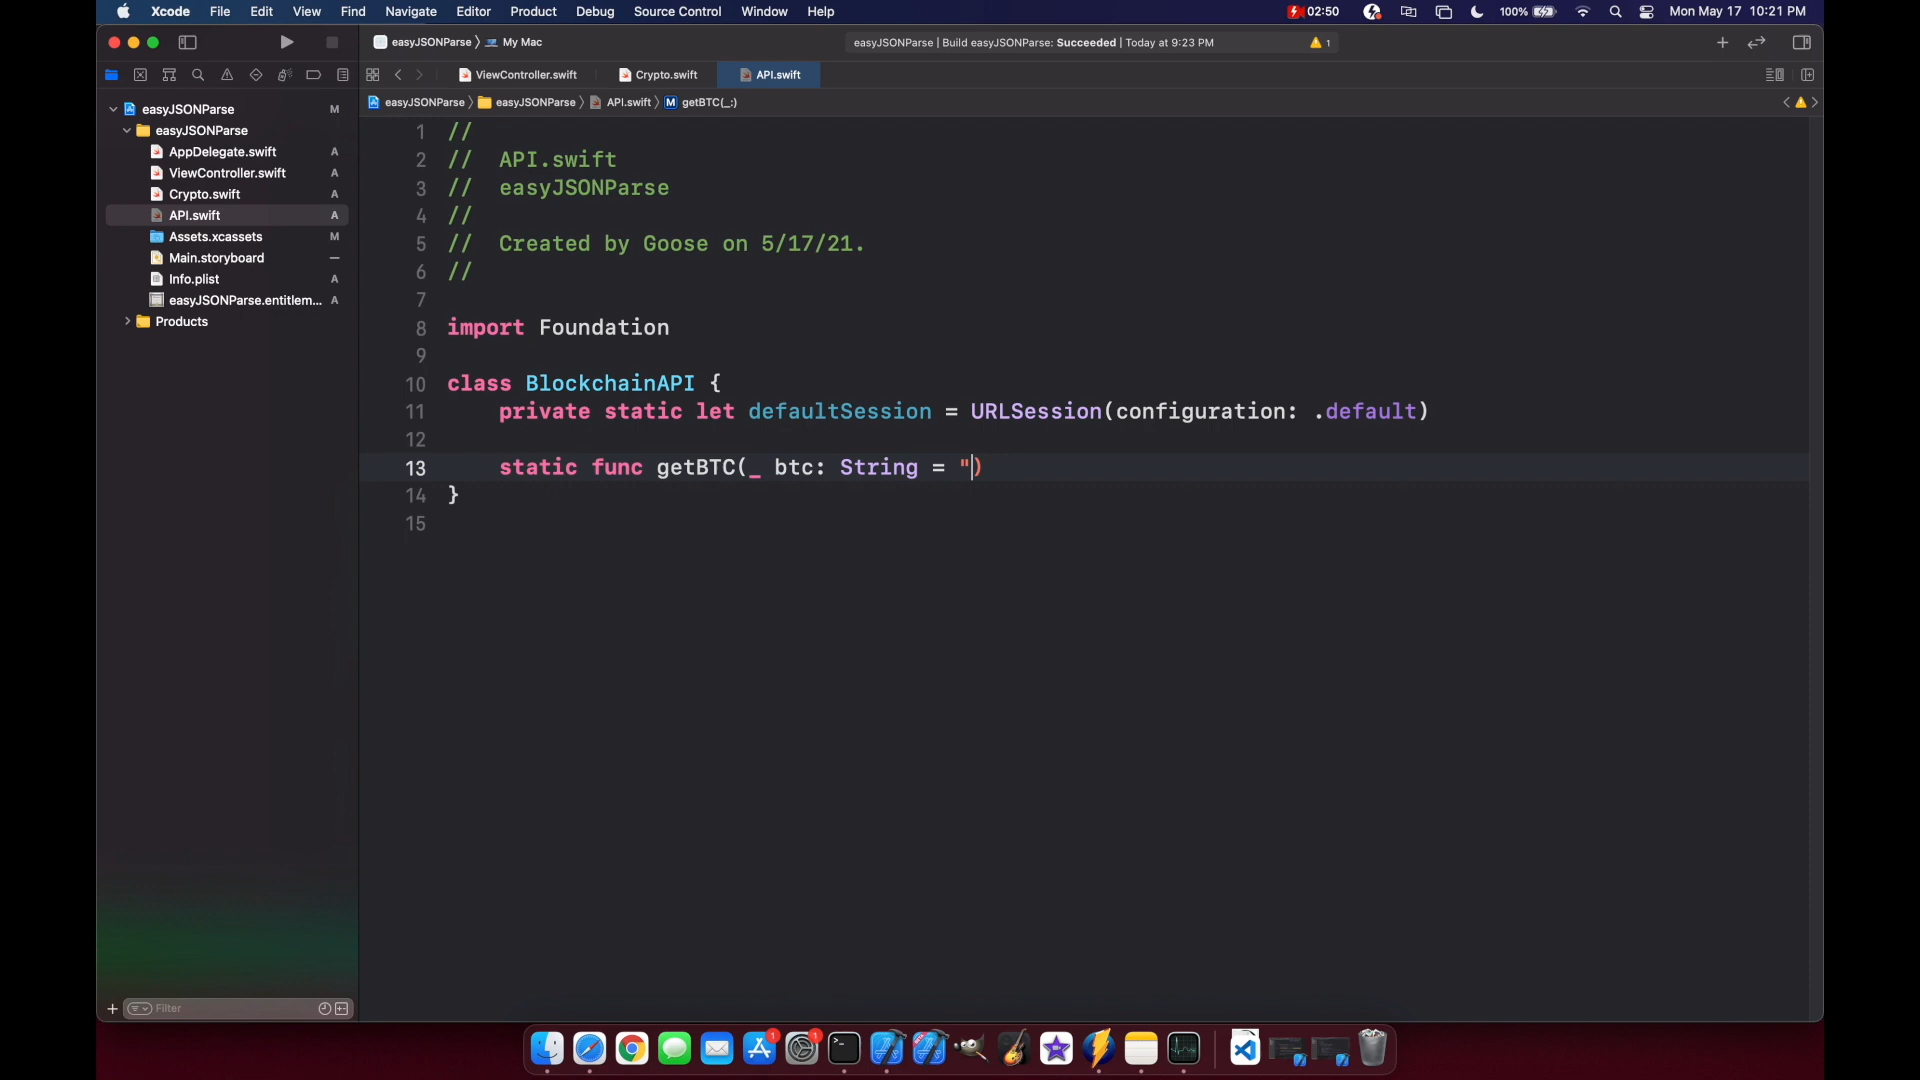 Xcode File Edit View Find Navigate Editor Product Debug Source Control Window Help 02:50 100% Mon May 17 10:21 PM
easyJSONParse My Mac easyJSONParse | Build easyJSONParse: Succeeded | Today at 9:23 PM 1
ViewController.swift Crypto.swift API.swift
easyJSONParse easyJSONParse API.swift M getBTC(_:)
easyJSONParse M
easyJSONParse
AppDelegate.swift A
ViewController.swift A
Crypto.swift A
API.swift A
Assets.xcassets M
Main.storyboard —
Info.plist A
easyJSONParse.entitlem... A
Products
1 //
2 //  API.swift
3 //  easyJSONParse
4 //
5 //  Created by Goose on 5/17/21.
6 //
7
8 import Foundation
9
10 class BlockchainAPI {
11     private static let defaultSession = URLSession(configuration: .default)
12
13     static func getBTC(_ btc: String = ")
14 }
15
Filter
1 1